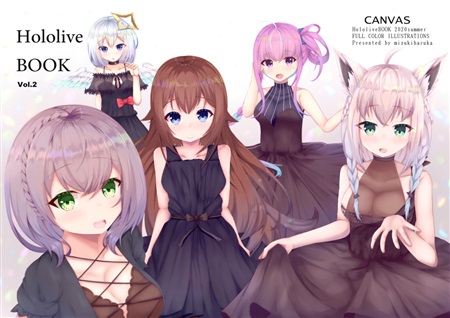 Hololive
BOOK
Vol.2
CANVAS
HololiveBOOK 2020summer
FULL COLOR ILLUSTRATIONS
Presented by mizukiharuka